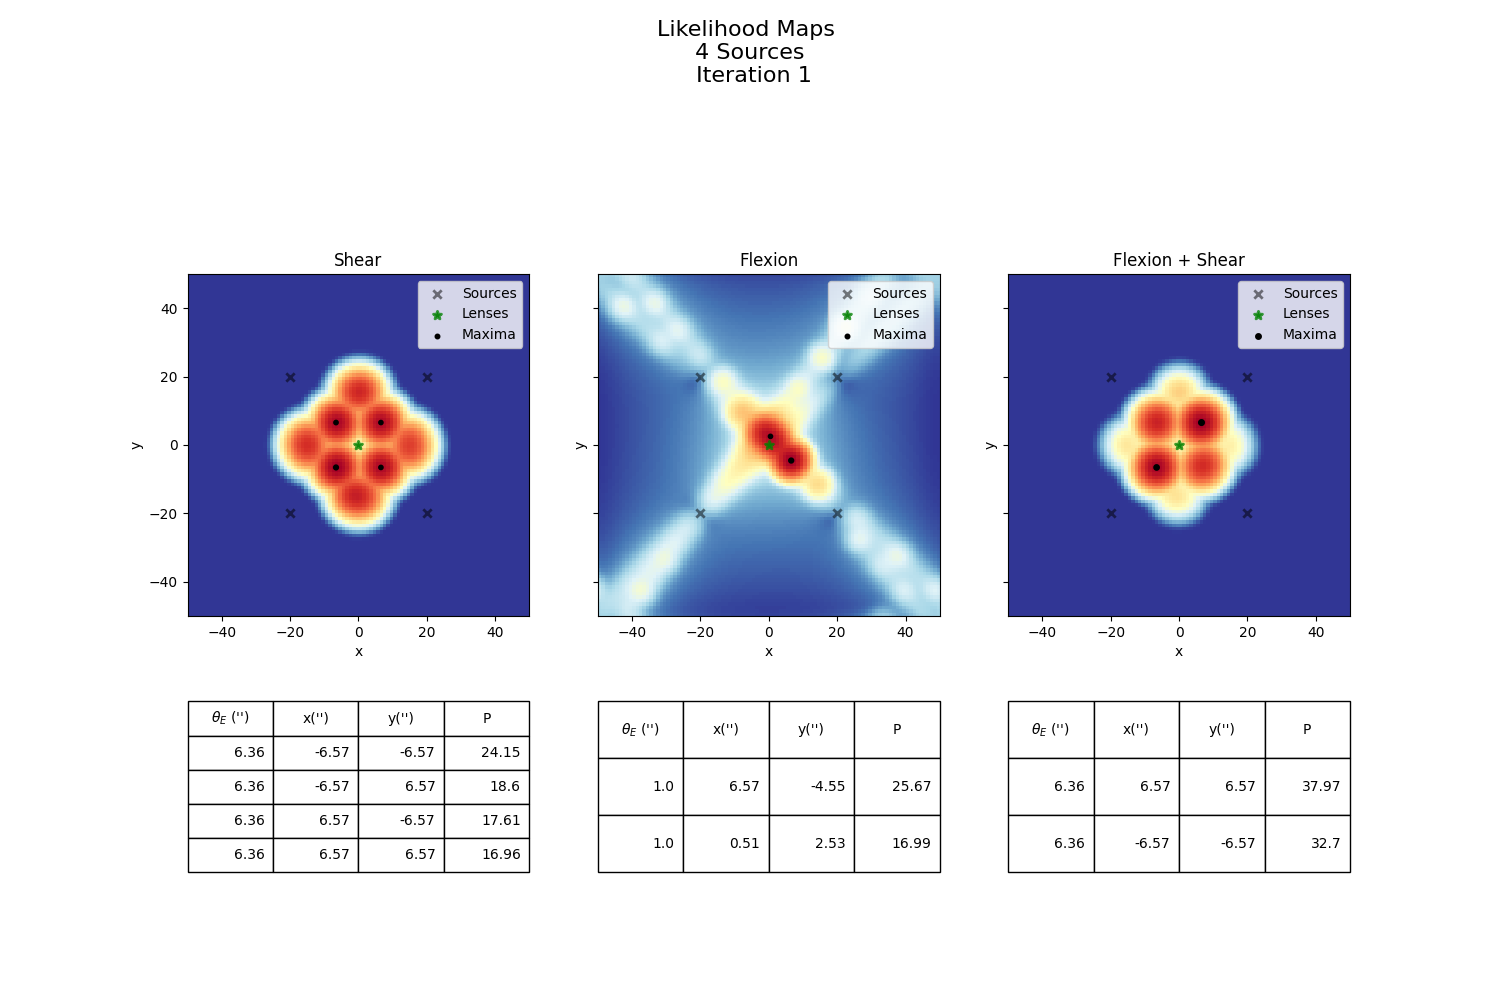 Likelihood Maps
4 Sources
Iteration 1
Shear
Flexion
Flexion + Shear
Sources
Lenses
Maxima
Sources
Lenses
Maxima
Sources
Lenses
Maxima
y
40
20
0
−20
−40
y
y
−40 −20 0 20 40
−40 −20 0 20 40
−40 −20 0 20 40
x
x
x
θ_E ('') x('') y('') P
6.36 -6.57 -6.57 24.15
6.36 -6.57 6.57 18.6
6.36 6.57 -6.57 17.61
6.36 6.57 6.57 16.96
θ_E ('') x('') y('') P
1.0 6.57 -4.55 25.67
1.0 0.51 2.53 16.99
θ_E ('') x('') y('') P
6.36 6.57 6.57 37.97
6.36 -6.57 -6.57 32.7